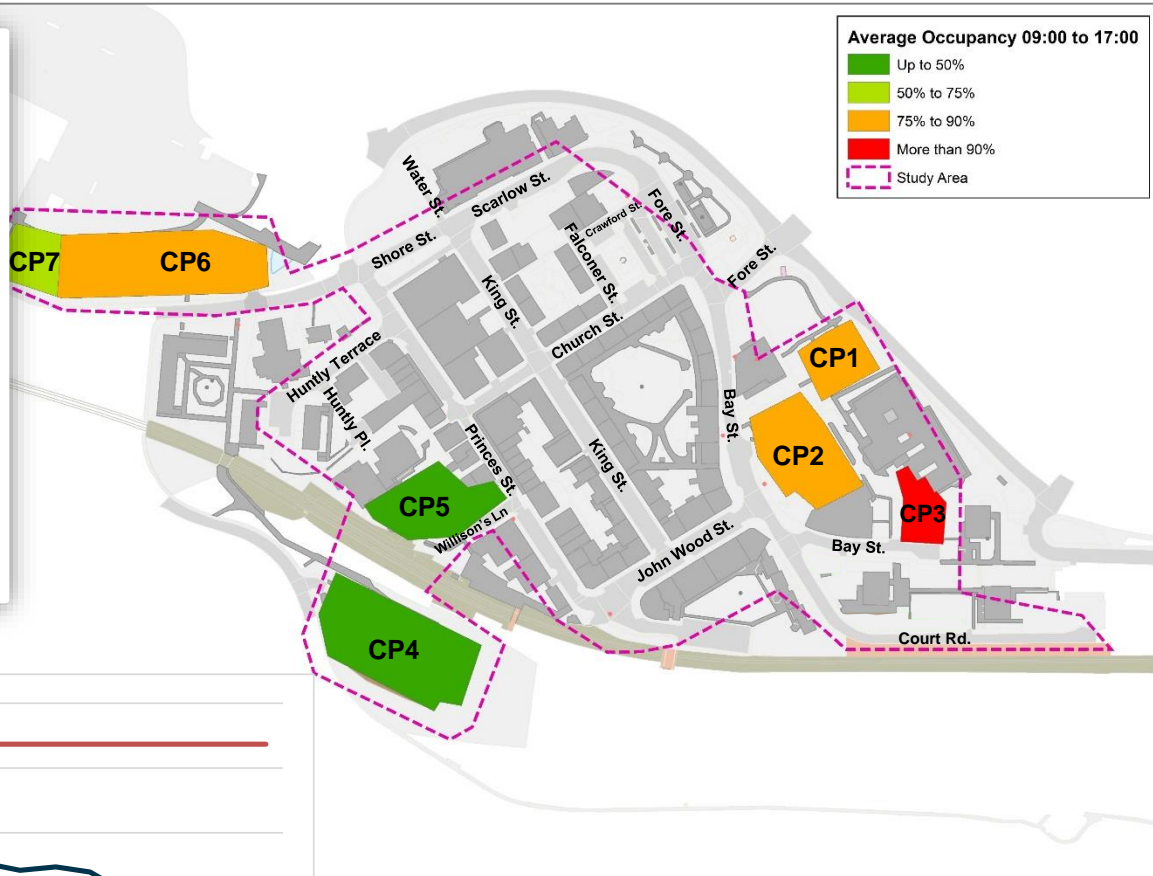 Average Occupancy 09:00 to 17:00
Up to 50%
50% to 75%
75% to 90%
More than 90%
Study Area
Water St.
Scarlow St.
Fore St.
Crawford St.
Shore St.
Falconer St.
Fore St.
CP7
CP6
King St.
Church St.
Huntly Terrace
CP1
Huntly Pl.
Bay St.
Princes St.
King St.
CP2
CP5
CP3
Willison's Ln
John Wood St.
Bay St.
CP4
Court Rd.